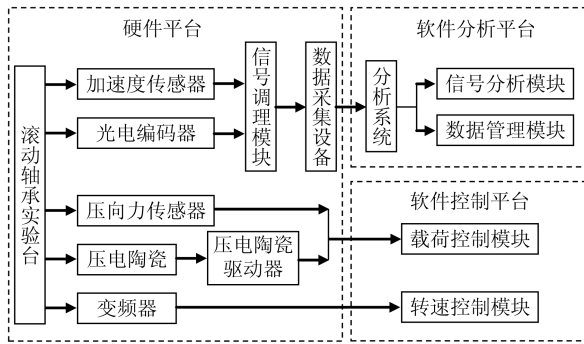 硬件平台
软件分析平台
滚动轴承实验台
加速度传感器
光电编码器
信号调理模块
数据采集设备
分析系统
信号分析模块
数据管理模块
压向力传感器
压电陶瓷
压电陶瓷
驱动器
变频器
软件控制平台
载荷控制模块
转速控制模块